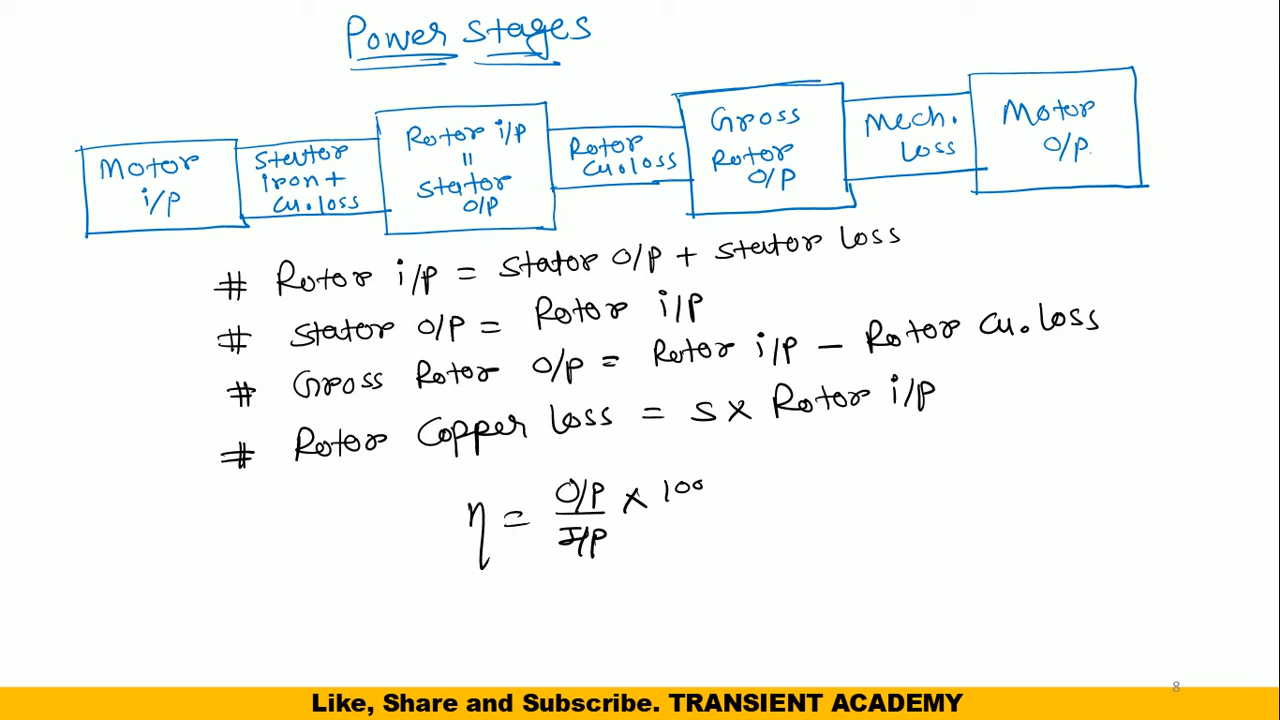 Power stages
Motor
i/p
Stator
iron +
cu. loss
Rotor i/p
=
stator
O/P
Rotor
cu. loss
Gross
Rotor
O/P
Mech.
Loss
Motor
O/P.
# Rotor i/p = stator O/P + stator Loss
# Stator O/P = Rotor i/p
# Gross Rotor O/P = Rotor i/p - Rotor cu. loss
# Rotor Copper loss = S x Rotor i/p
η = O/P / I/P x 100
8
Like, Share and Subscribe. TRANSIENT ACADEMY